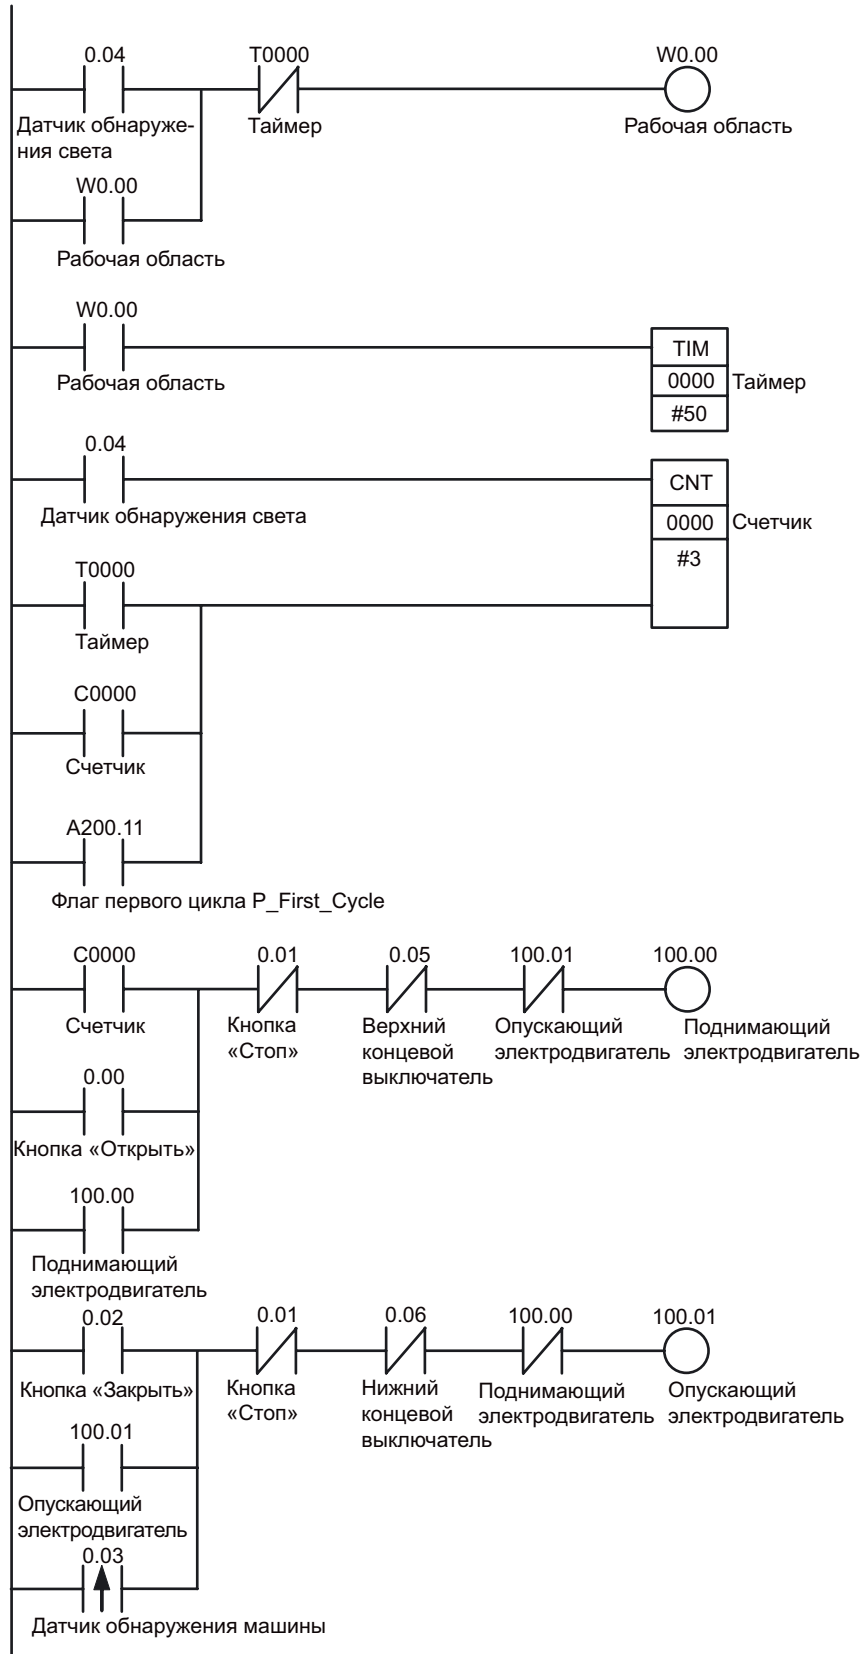 0.04 T0000 W0.00
Датчик обнаруже-
ния света
Таймер
Рабочая область
W0.00
Рабочая область
W0.00
TIM
Рабочая область
0000 Таймер
#50
0.04
CNT
Датчик обнаружения света
0000 Счетчик
#3
T0000
Таймер
C0000
Счетчик
A200.11
Флаг первого цикла P_First_Cycle
C0000 0.01 0.05 100.01 100.00
Счетчик
Кнопка
«Стоп»
Верхний
концевой
выключатель
Опускающий
электродвигатель
Поднимающий
электродвигатель
0.00
Кнопка «Открыть»
100.00
Поднимающий
электродвигатель
0.02 0.01 0.06 100.00 100.01
Кнопка «Закрыть»
Кнопка
«Стоп»
Нижний
концевой
выключатель
Поднимающий
электродвигатель
Опускающий
электродвигатель
100.01
Опускающий
электродвигатель
0.03
Датчик обнаружения машины